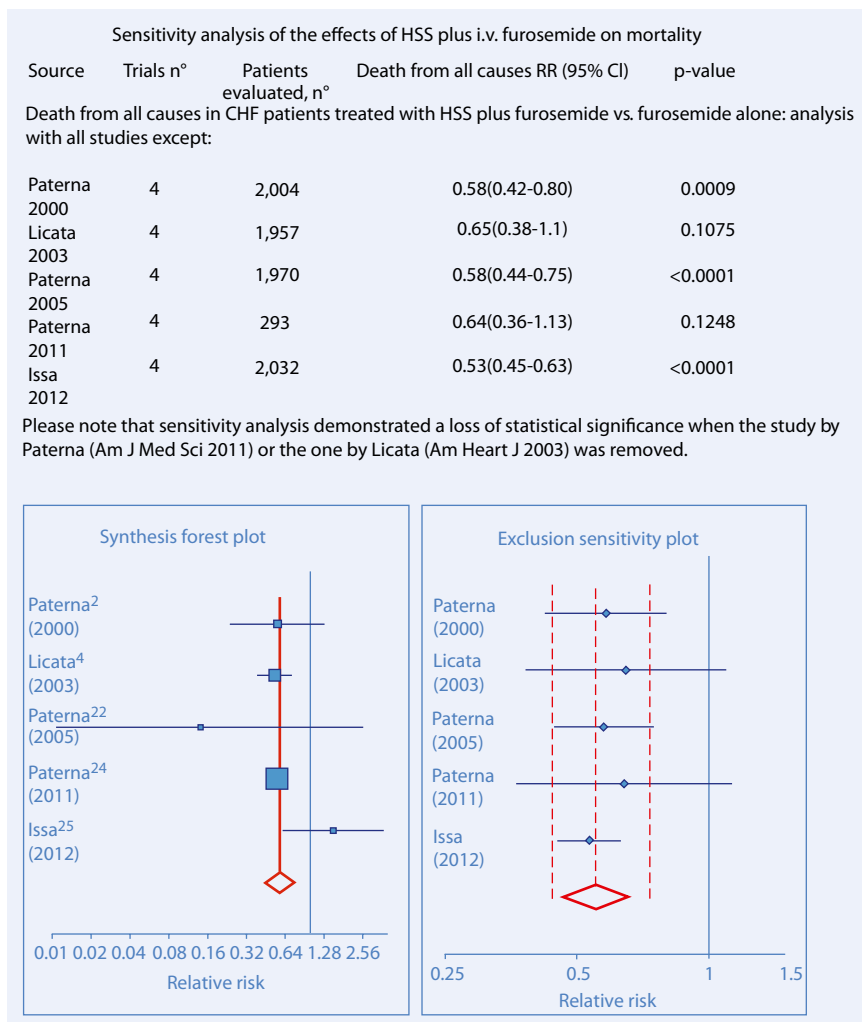 Sensitivity analysis of the effects of HSS plus i.v. furosemide on mortality
Source Trials n° Patients evaluated, n° Death from all causes RR (95% Cl) p-value
Death from all causes in CHF patients treated with HSS plus furosemide vs. furosemide alone: analysis
with all studies except:
Paterna 2000 4 2,004 0.58(0.42-0.80) 0.0009
Licata 2003 4 1,957 0.65(0.38-1.1) 0.1075
Paterna 2005 4 1,970 0.58(0.44-0.75) <0.0001
Paterna 2011 4 293 0.64(0.36-1.13) 0.1248
Issa 2012 4 2,032 0.53(0.45-0.63) <0.0001
Please note that sensitivity analysis demonstrated a loss of statistical significance when the study by
Paterna (Am J Med Sci 2011) or the one by Licata (Am Heart J 2003) was removed.
Synthesis forest plot
Paterna2
(2000)
Licata4
(2003)
Paterna22
(2005)
Paterna24
(2011)
Issa25
(2012)
0.01 0.02 0.04 0.08 0.16 0.32 0.64 1.28 2.56
Relative risk
Exclusion sensitivity plot
Paterna
(2000)
Licata
(2003)
Paterna
(2005)
Paterna
(2011)
Issa
(2012)
0.25 0.5 1 1.5
Relative risk